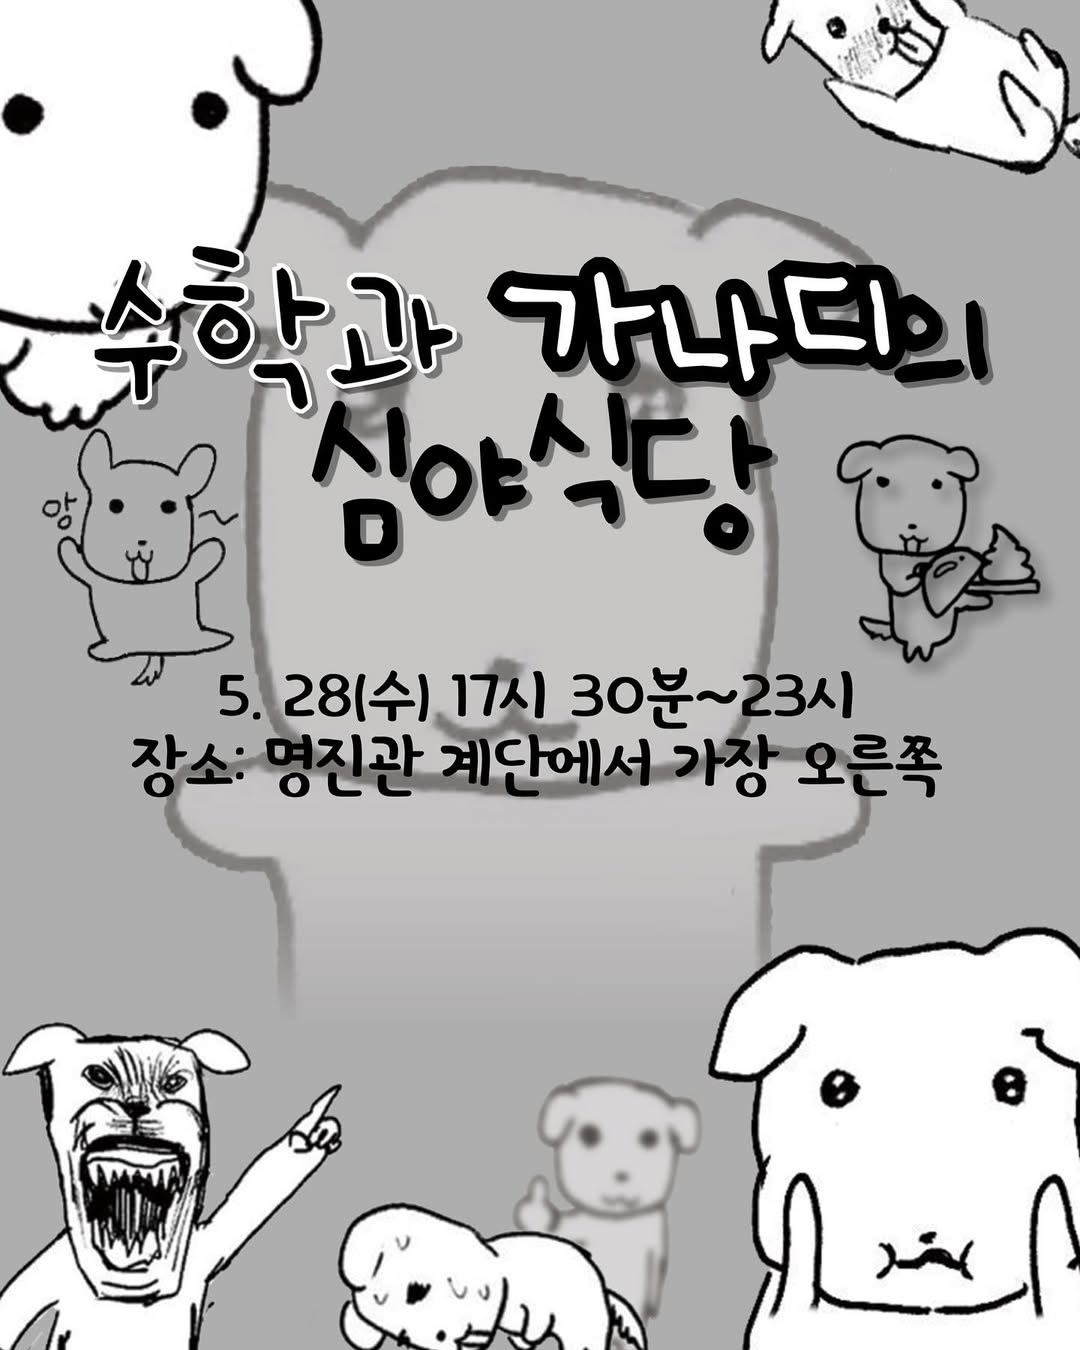 수학과 가나디의
심야식당
앙~
5. 28(수) 17시 30분~23시
장소: 명진관 계단에서 가장 오른쪽